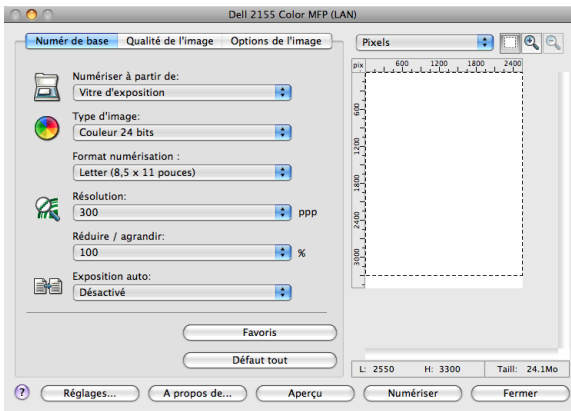 Dell 2155 Color MFP (LAN)
Numér de base Qualité de l'image Options de l'image
Pixels
pix 600 1200 1800 2400
600
1200
1800
2400
3000
Numériser à partir de:
Vitre d'exposition
Type d'image:
Couleur 24 bits
Format numérisation :
Letter (8,5 x 11 pouces)
Résolution:
300 ppp
Réduire / agrandir:
100 %
Exposition auto:
Désactivé
Favoris
Défaut tout
L: 2550 H: 3300 Taill: 24.1Mo
? Réglages... A propos de... Aperçu Numériser Fermer